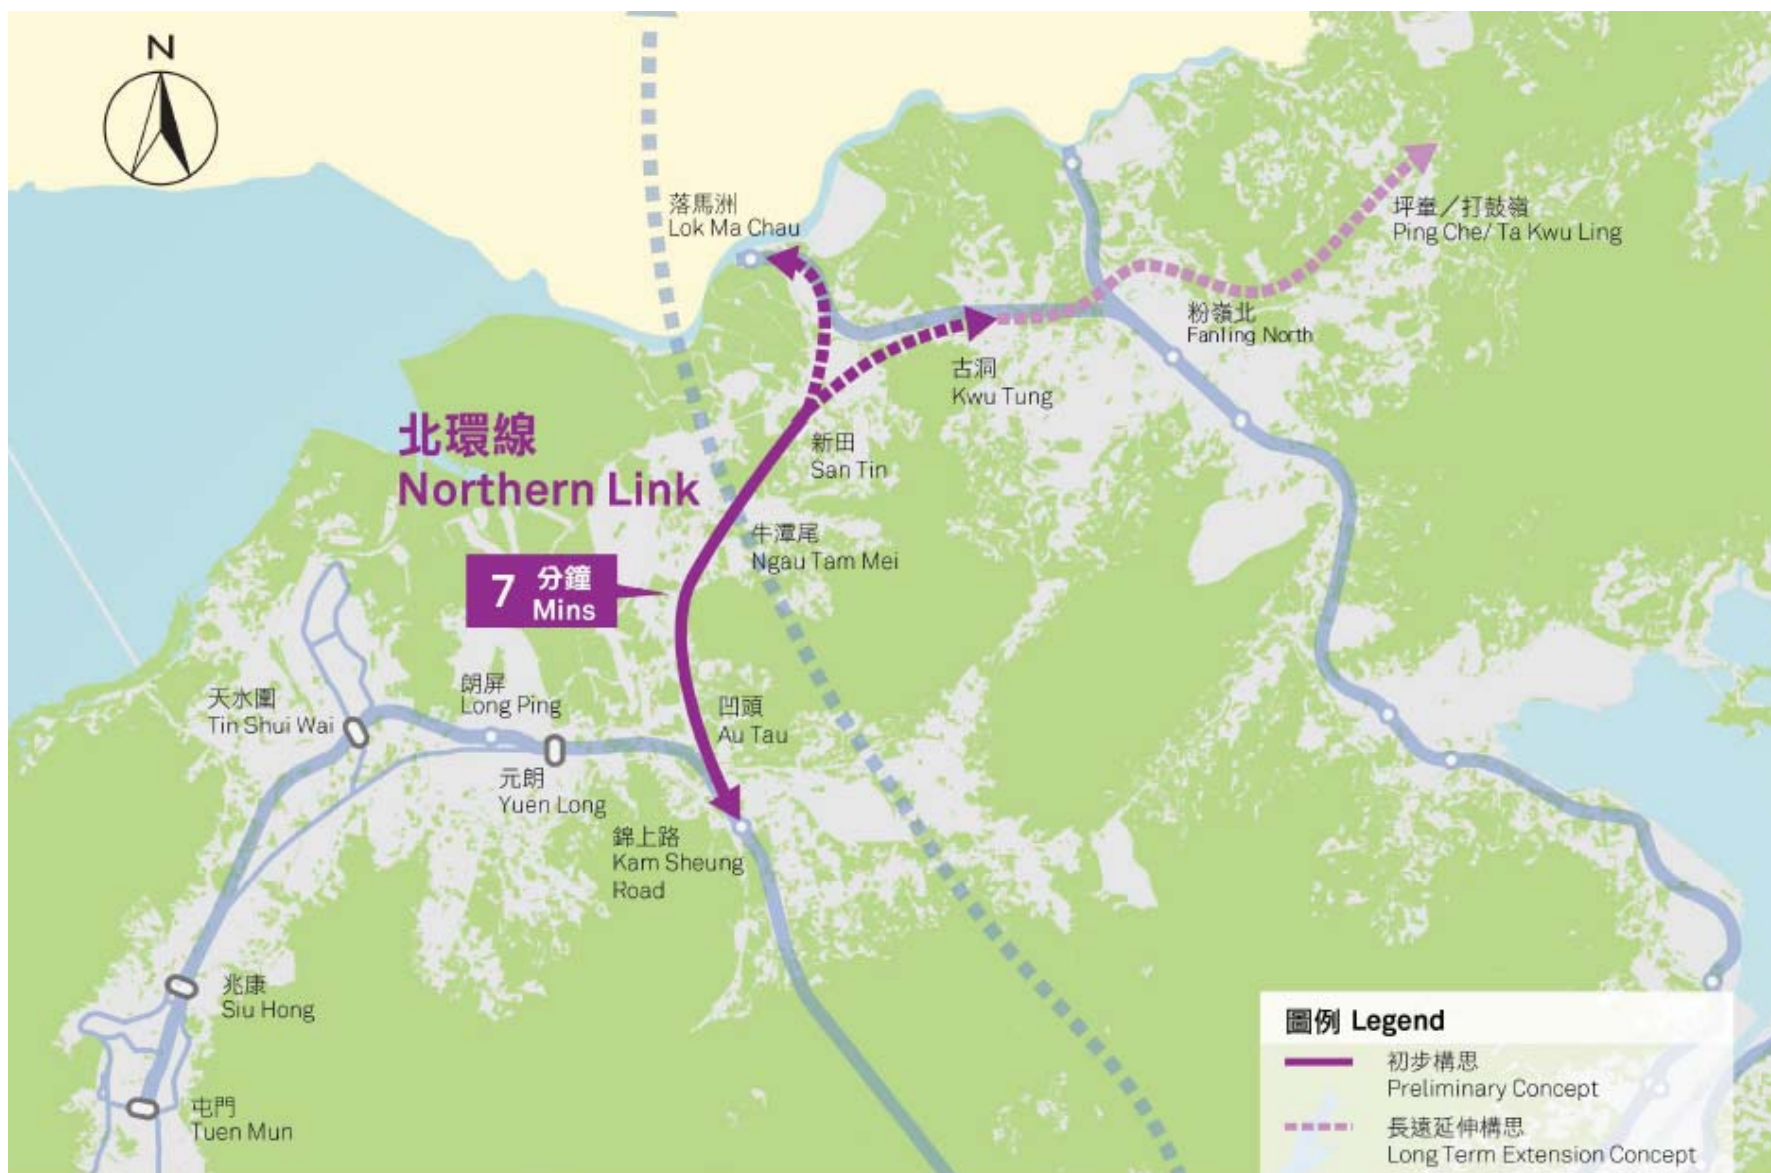 N
落馬洲
Lok Ma Chau
坪輋／打鼓嶺
Ping Che/ Ta Kwu Ling
粉嶺北
Fanling North
古洞
Kwu Tung
北環線
Northern Link
新田
San Tin
牛潭尾
Ngau Tam Mei
7 分鐘
Mins
天水圍
Tin Shui Wai
朗屏
Long Ping
凹頭
Au Tau
元朗
Yuen Long
錦上路
Kam Sheung
Road
兆康
Siu Hong
屯門
Tuen Mun
圖例 Legend
初步構思
Preliminary Concept
長遠延伸構思
Long Term Extension Concept